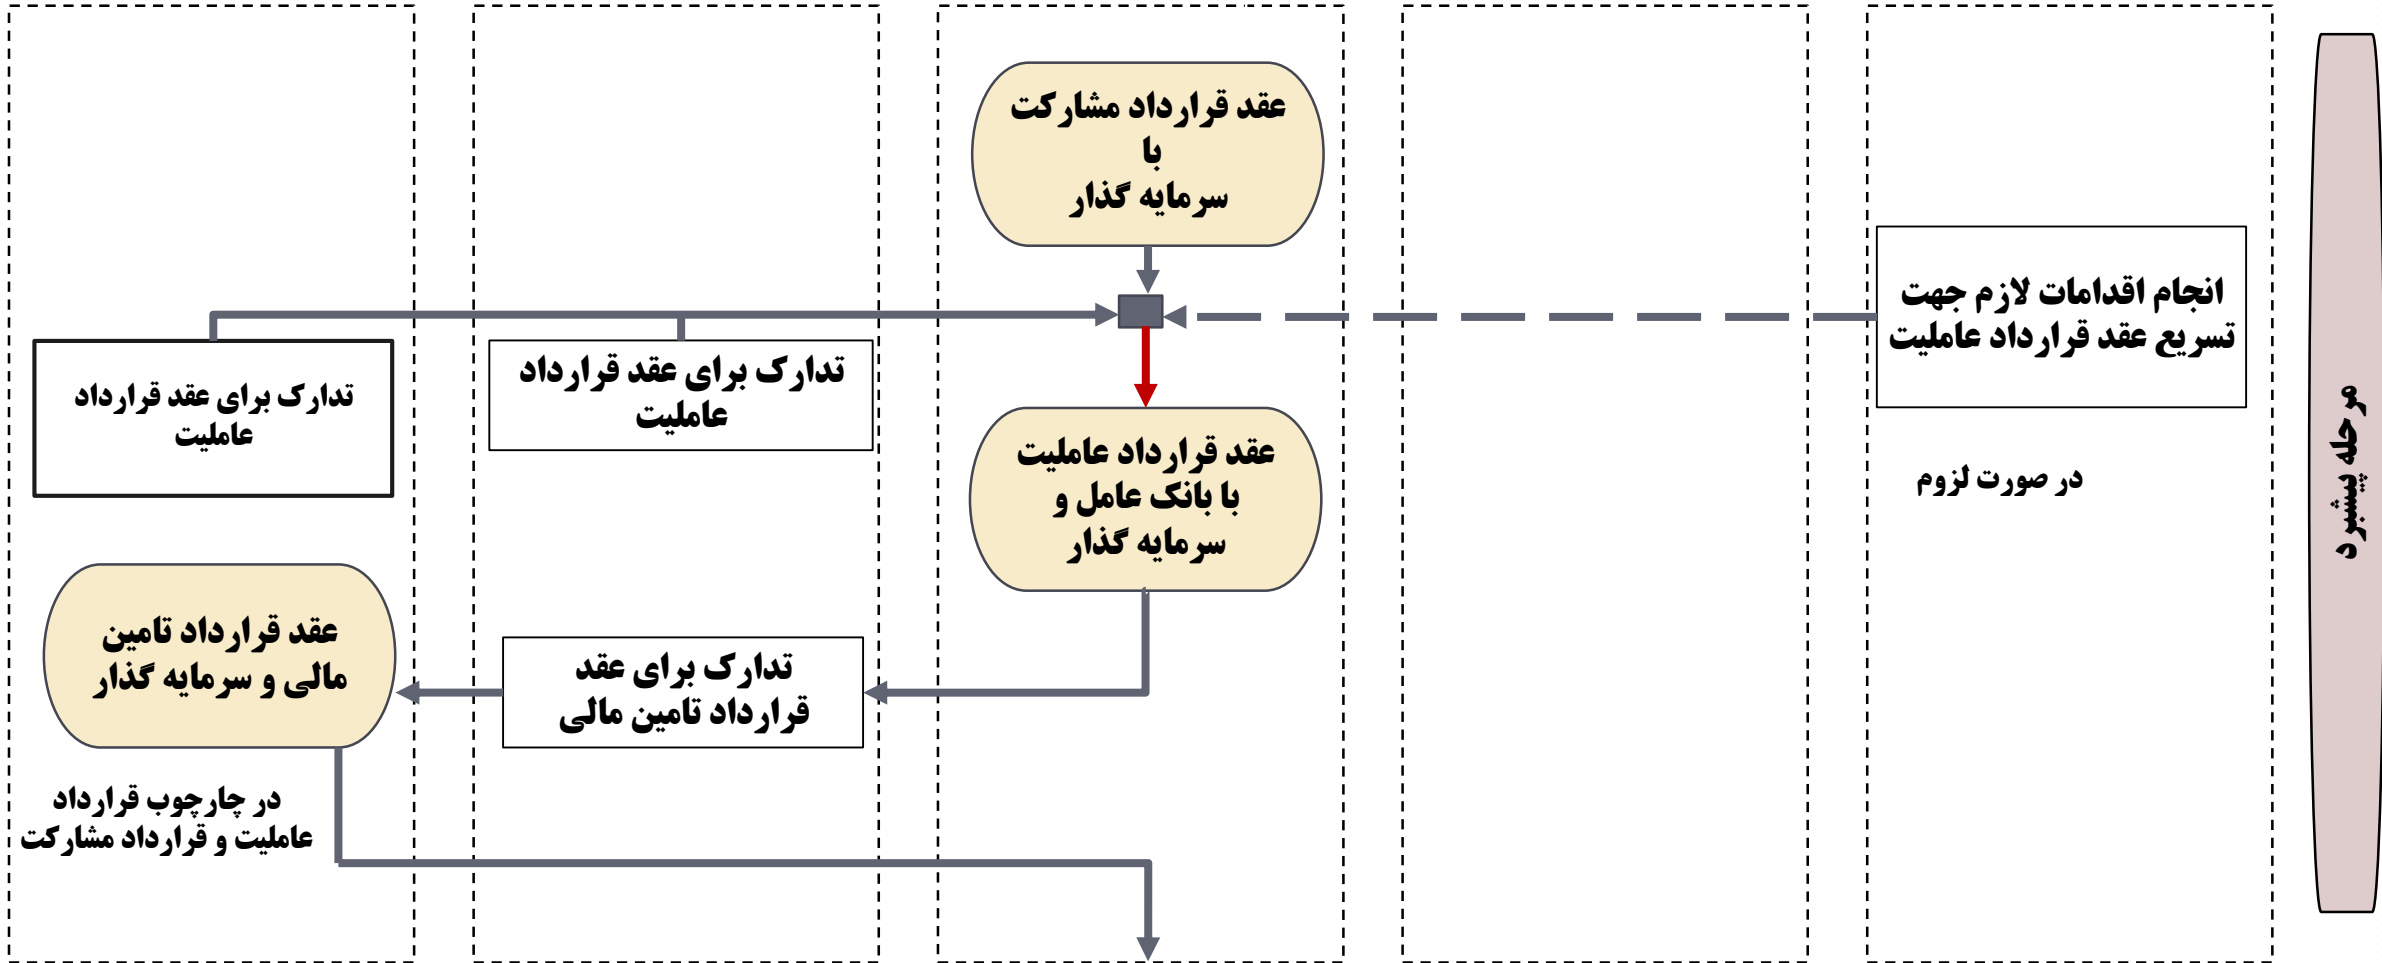 مرحله پیشبرد
انجام اقدامات لازم جهت
تسریع عقد قرارداد عاملیت
در صورت لزوم
عقد قرارداد مشارکت
با
سرمایه گذار
عقد قرارداد عاملیت
با بانک عامل و
سرمایه گذار
تدارک برای عقد قرارداد
عاملیت
تدارک برای عقد
قرارداد تامین مالی
تدارک برای عقد قرارداد
عاملیت
عقد قرارداد تامین
مالی و سرمایه گذار
در چارچوب قرارداد
عاملیت و قرارداد مشارکت